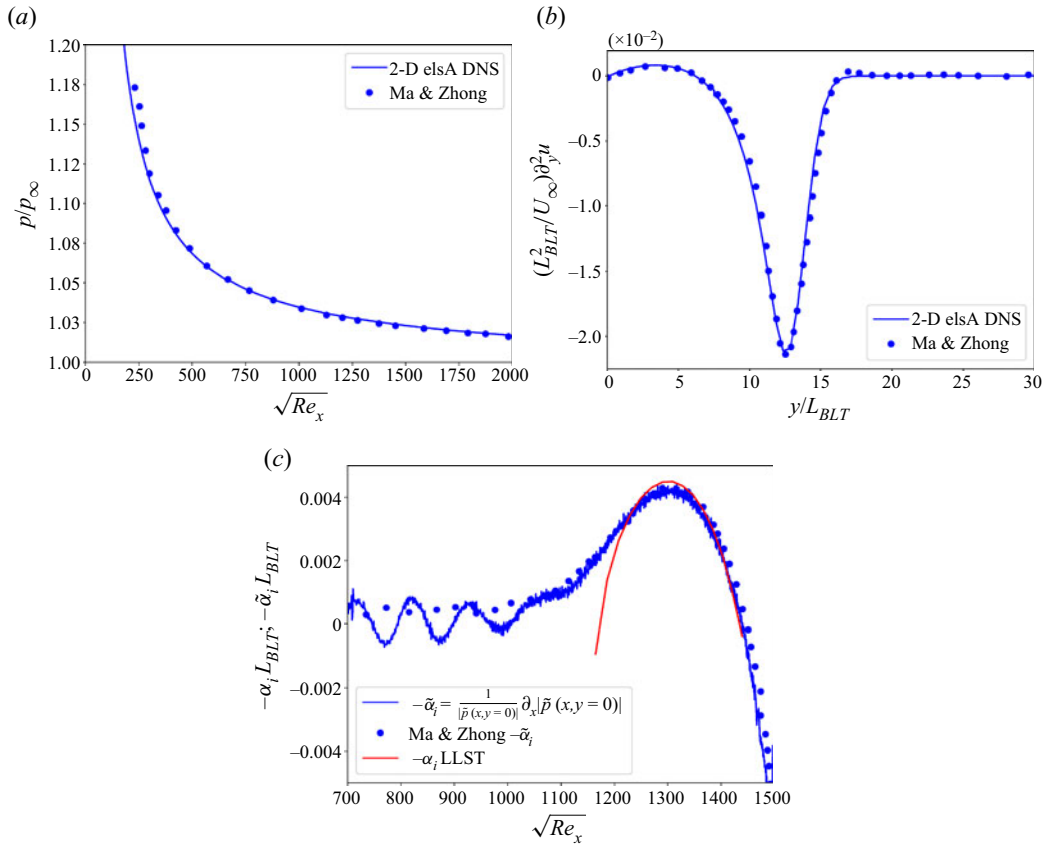 (a)
1.20
1.18
1.15
1.12
1.10
1.08
1.05
1.03
1.00
p/p∞
0
250
500
750
1000
1250
1500
1750
2000
√Re_x
2-D elsA DNS
Ma & Zhong
(b)
(×10⁻²)
0
−0.5
−1.0
−1.5
−2.0
(L²_BLT/U∞)∂²_y u
0
5
10
15
20
25
30
y/L_BLT
2-D elsA DNS
Ma & Zhong
(c)
0.004
0.002
0
−0.002
−0.004
−α_i L_BLT; −α̃_i L_BLT
−α̃_i = 1/|p̃ (x,y = 0)| ∂_x|p̃ (x,y = 0)|
Ma & Zhong −α̃_i
−α_i LLST
700
800
900
1000
1100
1200
1300
1400
1500
√Re_x